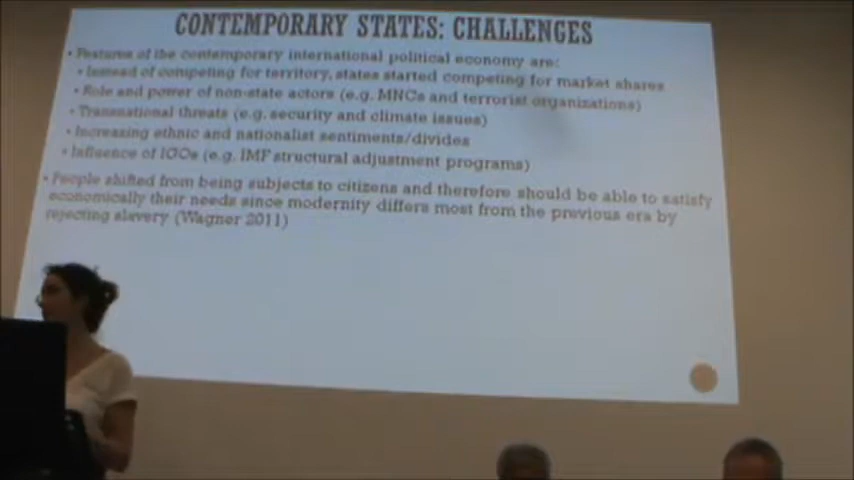 CONTEMPORARY STATES: CHALLENGES
• Features of the contemporary international political economy are:
• Instead of competing for territory, states started competing for market shares
• Role and power of non-state actors (e.g. MNCs and terrorist organizations)
• Transnational threats (e.g. security and climate issues)
• Increasing ethnic and nationalist sentiments/divides
• Influence of IGOs (e.g. IMF structural adjustment programs)
• People shifted from being subjects to citizens and therefore should be able to satisfy
economically their needs since modernity differs most from the previous era by
rejecting slavery (Wagner 2011)